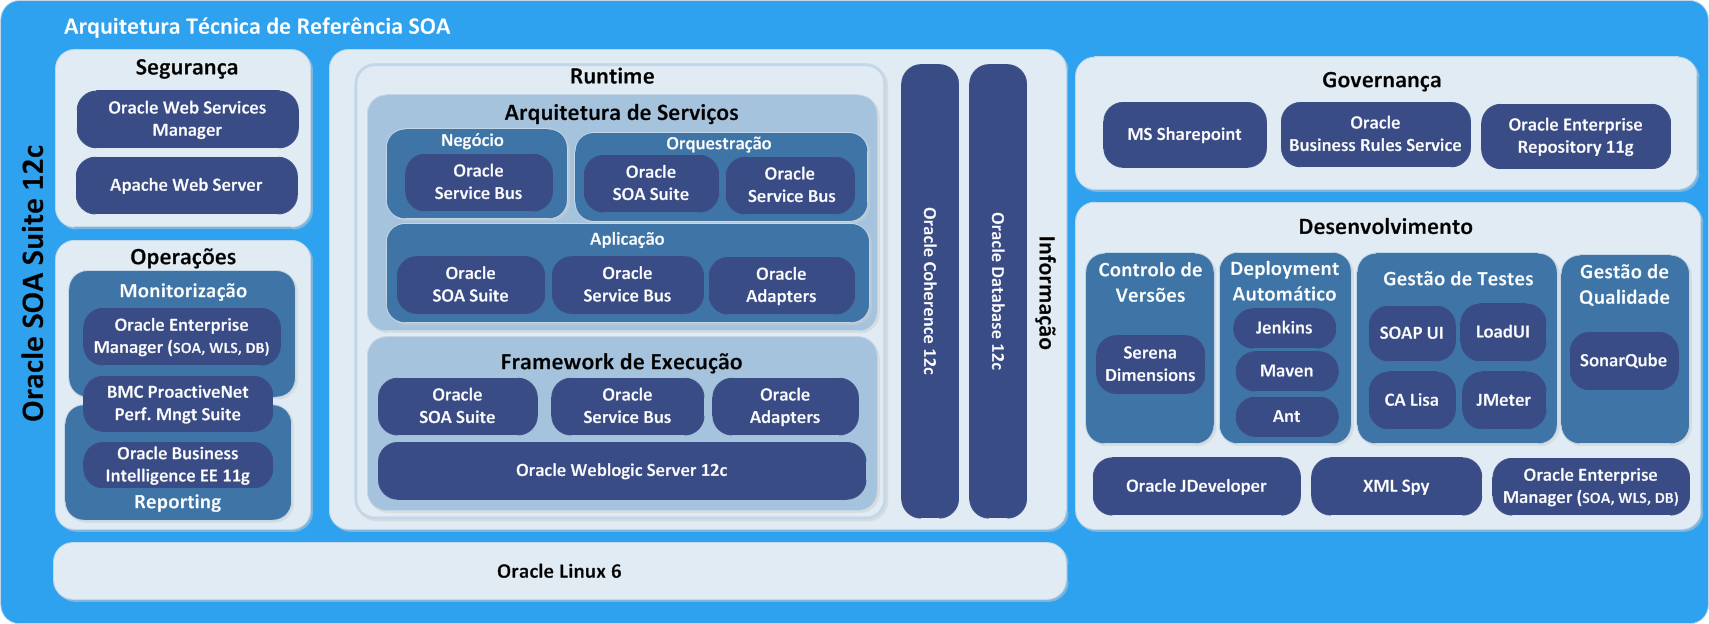 Arquitetura Técnica de Referência SOA
Oracle SOA Suite 12c
Segurança
Oracle Web Services
Manager
Apache Web Server
Operações
Monitorização
Oracle Enterprise
Manager (SOA, WLS, DB)
BMC ProactiveNet
Perf. Mngt Suite
Oracle Business
Intelligence EE 11g
Reporting
Runtime
Arquitetura de Serviços
Negócio
Oracle
Service Bus
Orquestração
Oracle
SOA Suite
Oracle
Service Bus
Aplicação
Oracle
SOA Suite
Oracle
Service Bus
Oracle
Adapters
Framework de Execução
Oracle
SOA Suite
Oracle
Service Bus
Oracle
Adapters
Oracle Weblogic Server 12c
Oracle Coherence 12c
Oracle Database 12c
Informação
Oracle Linux 6
Governança
MS Sharepoint
Oracle
Business Rules Service
Oracle Enterprise
Repository 11g
Desenvolvimento
Controlo de
Versões
Serena
Dimensions
Deployment
Automático
Jenkins
Maven
Ant
Gestão de Testes
SOAP UI
LoadUI
CA Lisa
JMeter
Gestão de
Qualidade
SonarQube
Oracle JDeveloper
XML Spy
Oracle Enterprise
Manager (SOA, WLS, DB)